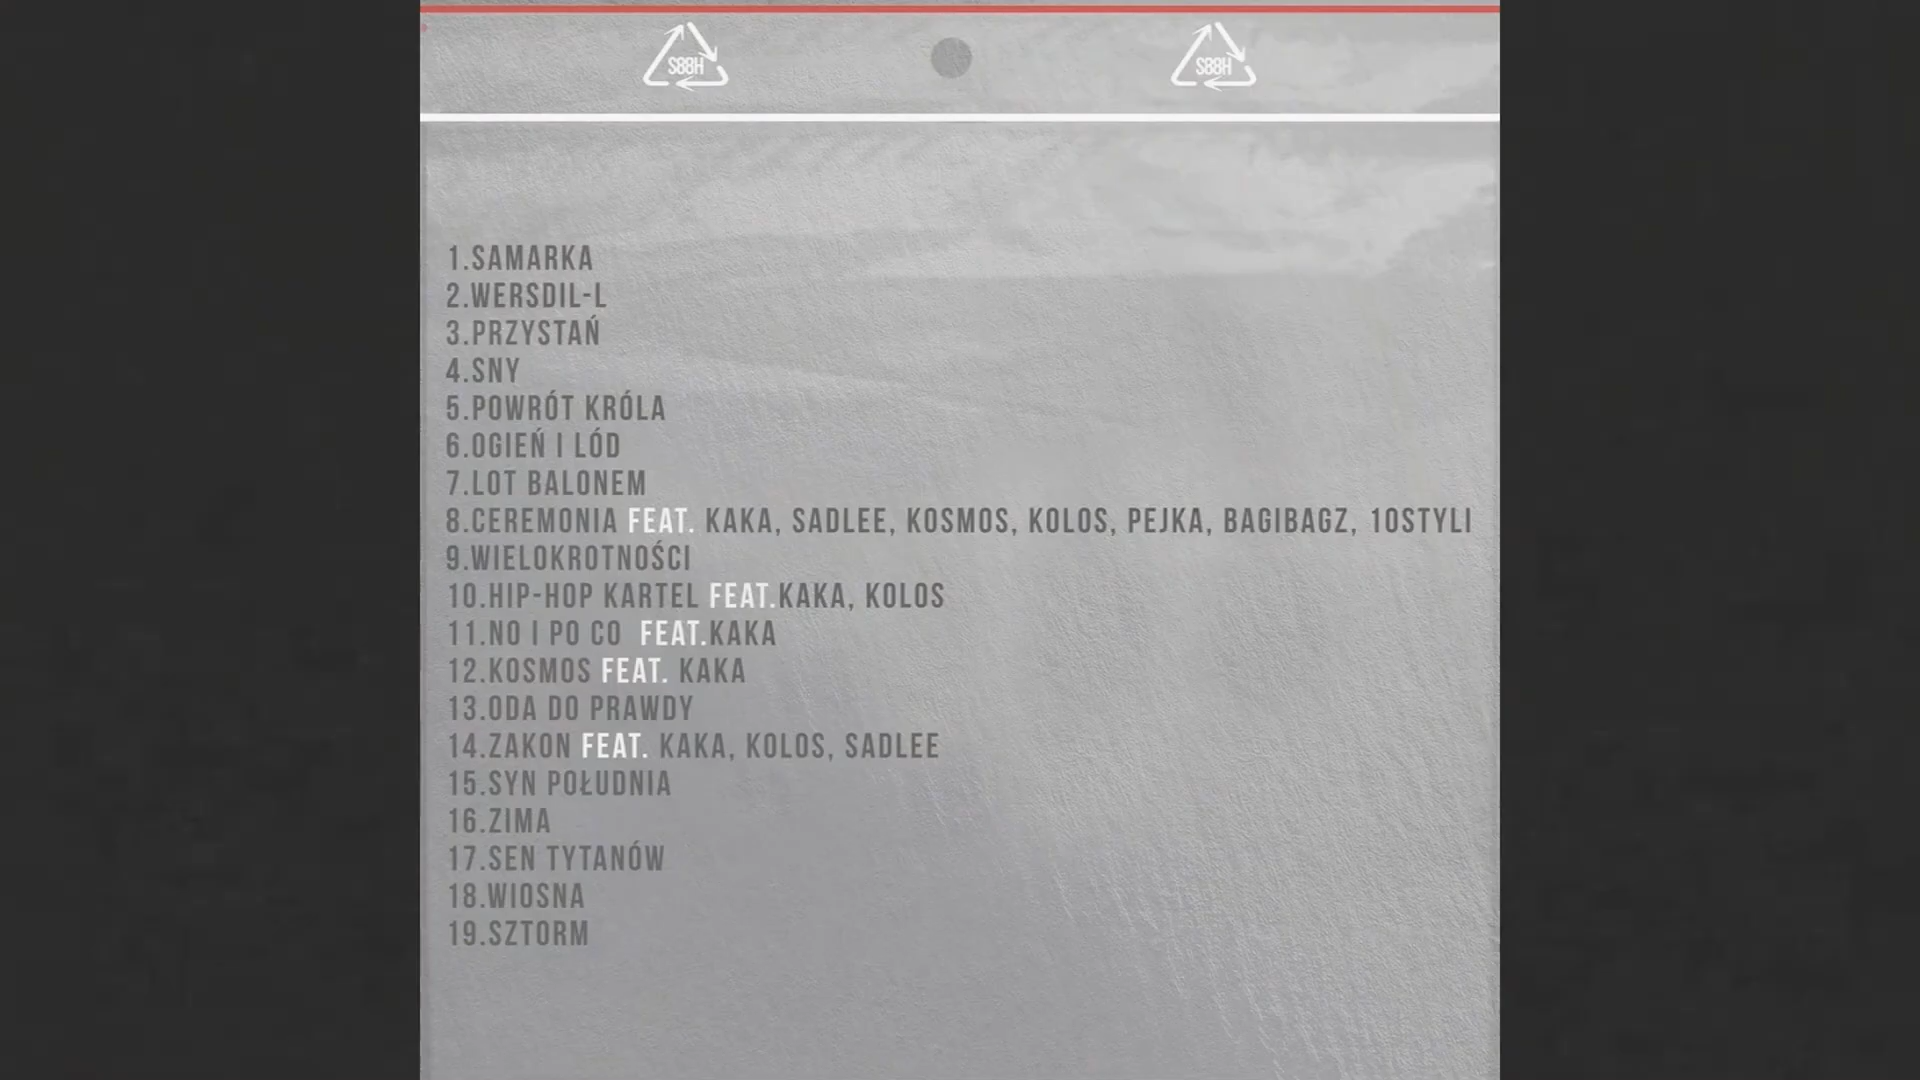 S88H S88H
1.SAMARKA
2.WERSDIL-L
3.PRZYSTAŃ
4.SNY
5.POWRÓT KRÓLA
6.OGIEŃ I LÓD
7.LOT BALONEM
8.CEREMONIA FEAT. KAKA, SADLEE, KOSMOS, KOLOS, PEJKA, BAGIBAGZ, 10STYLI
9.WIELOKROTNOŚCI
10.HIP-HOP KARTEL FEAT.KAKA, KOLOS
11.NO I PO CO FEAT.KAKA
12.KOSMOS FEAT. KAKA
13.ODA DO PRAWDY
14.ZAKON FEAT. KAKA, KOLOS, SADLEE
15.SYN POŁUDNIA
16.ZIMA
17.SEN TYTANÓW
18.WIOSNA
19.SZTORM